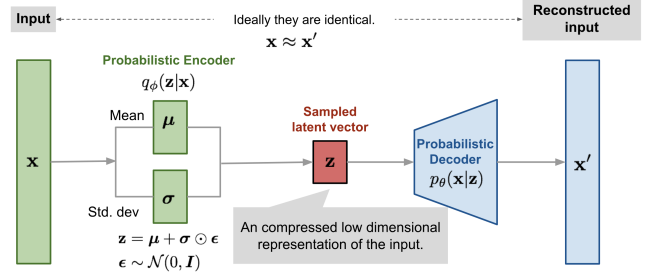 Input
Ideally they are identical.
x ≈ x′
Reconstructed
input
Probabilistic Encoder
qϕ(z|x)
Mean
μ
Sampled
latent vector
x
z
Probabilistic
Decoder
pθ(x|z)
x′
Std. dev
σ
z = μ + σ ⊙ ϵ
ϵ ∼ 𝒩(0, I)
An compressed low dimensional
representation of the input.